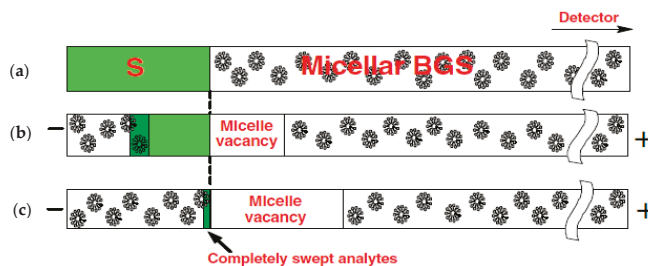 Detector
(a)
S
Micellar BGS
(b)
−
MIcelle
vacancy
+
(c)
−
Micelle
vacancy
+
Completely swept analytes